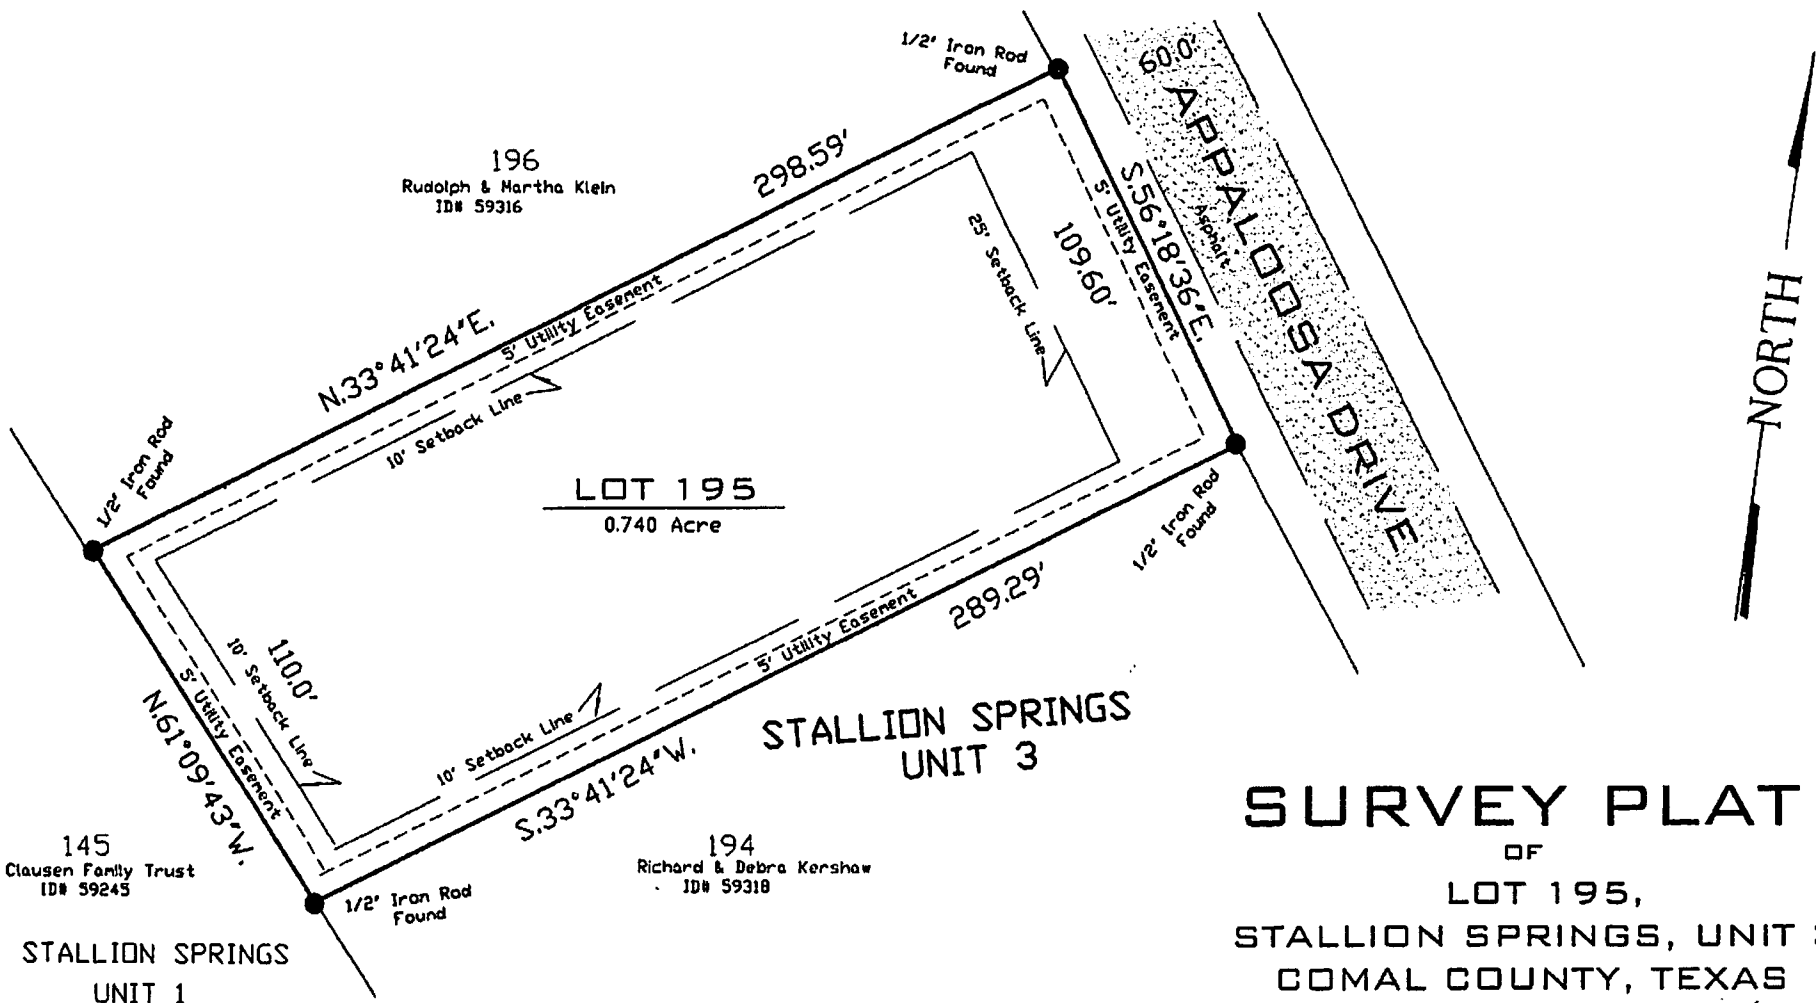 1/2" Iron Rod
Found
60.0'
APPALOOSA DRIVE
Asphalt
NORTH
196
Rudolph & Martha Klein
ID# 59316
298.59'
N.33°41'24"E.
5' Utility Easement
10' Setback Line
25' Setback Line
109.60'
5' Utility Easement
S.56°18'36"E.
1/2" Iron Rod
Found
LOT 195
0.740 Acre
1/2" Iron Rod
Found
289.29'
5' Utility Easement
10' Setback Line
S.33°41'24"W.
110.0'
10' Setback Line
5' Utility Easement
N.61°09'43"W.
STALLION SPRINGS
UNIT 3
145
Clausen Family Trust
ID# 59245
194
Richard & Debra Kershaw
ID# 59318
1/2" Iron Rod
Found
STALLION SPRINGS
UNIT 1
SURVEY PLAT
OF
LOT 195,
STALLION SPRINGS, UNIT
COMAL COUNTY, TEXAS